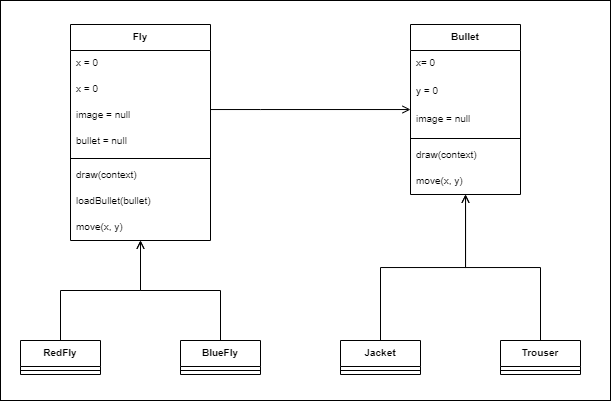 Fly
x = 0
x = 0
image = null
bullet = null
draw(context)
loadBullet(bullet)
move(x, y)
Bullet
x= 0
y = 0
image = null
draw(context)
move(x, y)
RedFly
BlueFly
Jacket
Trouser